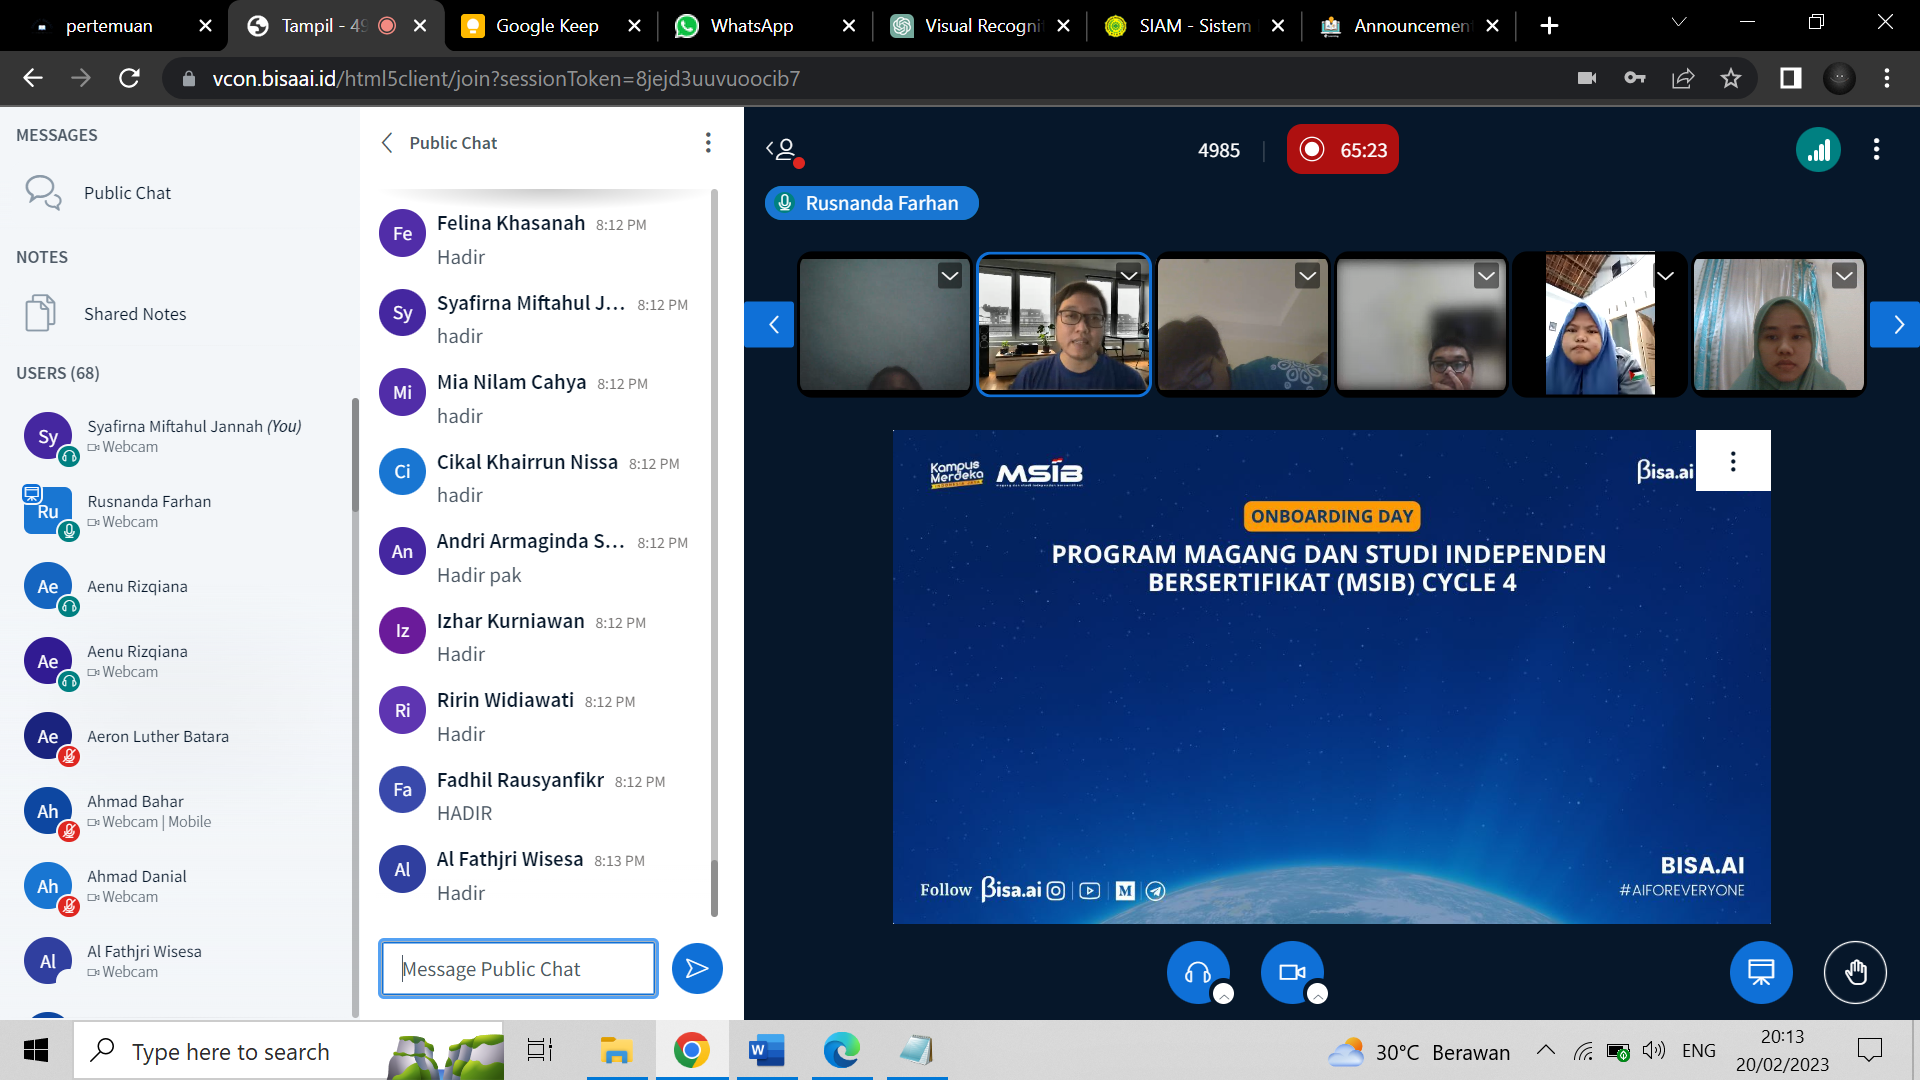 pertemuan
Tampil - 49
Google Keep
WhatsApp
Visual Recogni
SIAM - Sistem
Announcemen
vcon.bisaai.id/html5client/join?sessionToken=8jejd3uuvuoocib7
MESSAGES
Public Chat
NOTES
Shared Notes
USERS (68)
Sy
Syafirna Miftahul Jannah (You)
Webcam
Ru
Rusnanda Farhan
Webcam
Ae
Aenu Rizqiana
Ae
Aenu Rizqiana
Webcam
Ae
Aeron Luther Batara
Ah
Ahmad Bahar
Webcam | Mobile
Ah
Ahmad Danial
Webcam
Al
Al Fathjri Wisesa
Webcam
Public Chat
Fe
Felina Khasanah 8:12 PM
Hadir
Sy
Syafirna Miftahul J... 8:12 PM
hadir
Mi
Mia Nilam Cahya 8:12 PM
hadir
Ci
Cikal Khairrun Nissa 8:12 PM
hadir
An
Andri Armaginda S... 8:12 PM
Hadir pak
Iz
Izhar Kurniawan 8:12 PM
Hadir
Ri
Ririn Widiawati 8:12 PM
Hadir
Fa
Fadhil Rausyanfikr 8:12 PM
HADIR
Al
Al Fathjri Wisesa 8:13 PM
Hadir
Message Public Chat
4985
65:23
Rusnanda Farhan
Kampus
Merdeka
MSIB
βisa.ai
ONBOARDING DAY
PROGRAM MAGANG DAN STUDI INDEPENDEN
BERSERTIFIKAT (MSIB) CYCLE 4
Follow βisa.ai
BISA.AI
#AIFOREVERYONE
Type here to search
30°C Berawan
ENG
20:13
20/02/2023